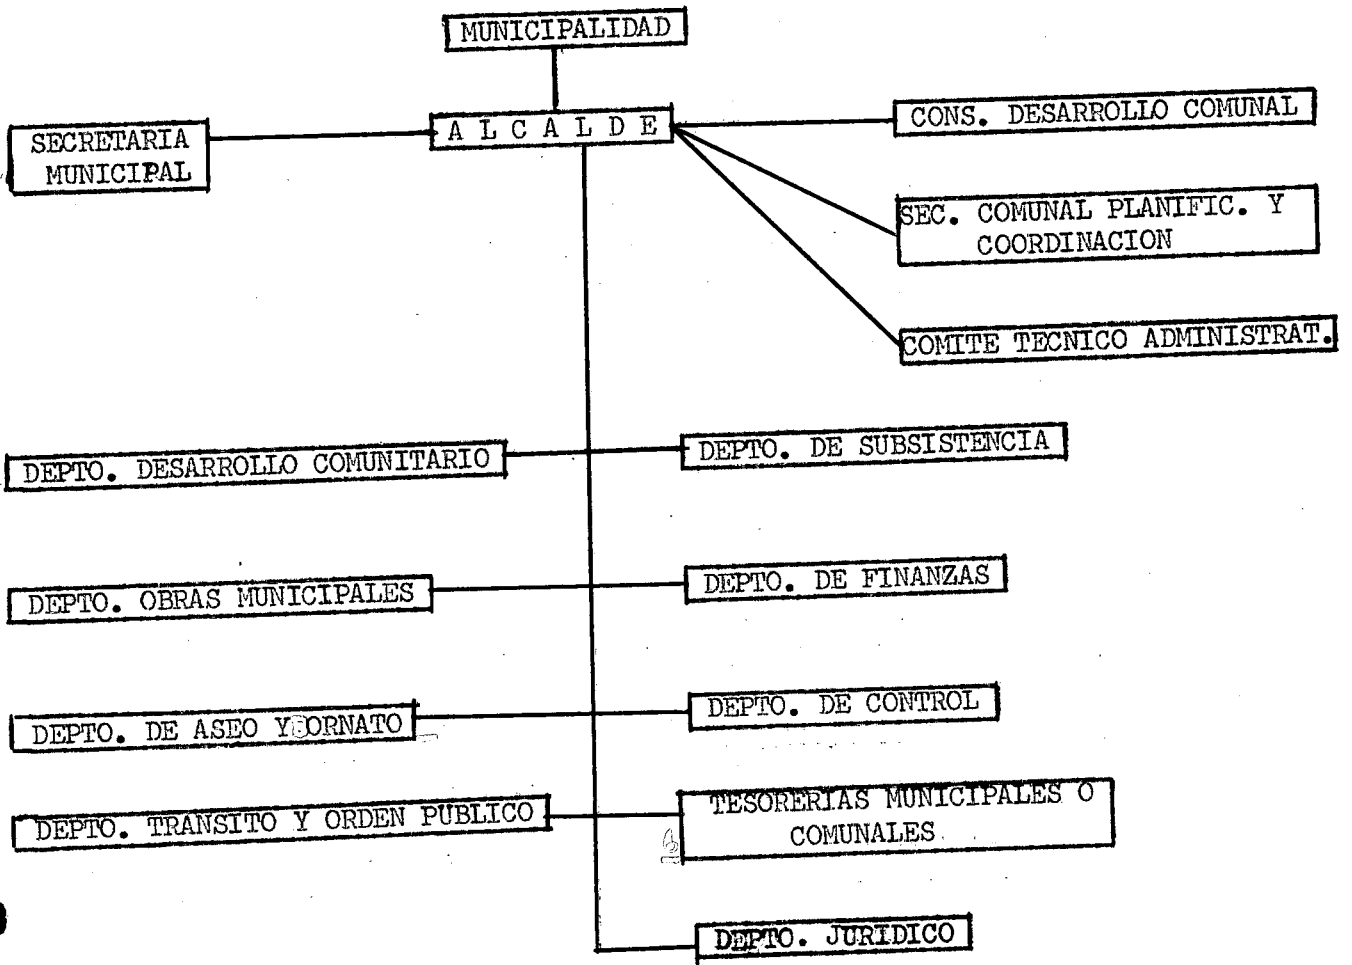 MUNICIPALIDAD
A L C A L D E
SECRETARIA
MUNICIPAL
CONS. DESARROLLO COMUNAL
SEC. COMUNAL PLANIFIC. Y
COORDINACION
COMITE TECNICO ADMINISTRAT.
DEPTO. DESARROLLO COMUNITARIO
DEPTO. DE SUBSISTENCIA
DEPTO. OBRAS MUNICIPALES
DEPTO. DE FINANZAS
DEPTO. DE ASEO Y ORNATO
DEPTO. DE CONTROL
DEPTO. TRANSITO Y ORDEN PUBLICO
TESORERIAS MUNICIPALES O
COMUNALES
DEPTO. JURIDICO